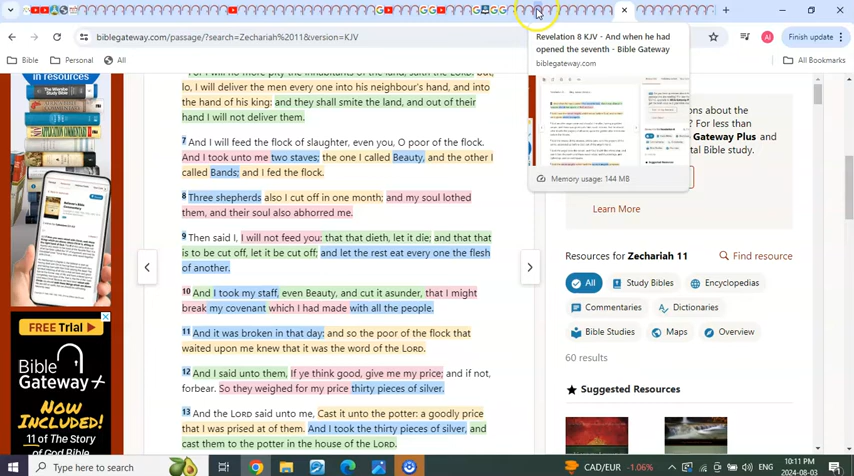 biblegateway.com/passage/?search=Zechariah%2011&version=KJV
Finish update
Bible
Personal
All
All Bookmarks
Revelation 8 KJV - And when he had
opened the seventh - Bible Gateway
biblegateway.com
Memory usage: 144 MB
in resources
FREE Trial
BIBLE
GATEWAY+
NOW
INCLUDED!
11 of The Story
For I will no more pity the inhabitants of the land, saith the LORD: but,
lo, I will deliver the men every one into his neighbour's hand, and into
the hand of his king: and they shall smite the land, and out of their
hand I will not deliver them.
7 And I will feed the flock of slaughter, even you, O poor of the flock.
And I took unto me two staves; the one I called Beauty, and the other I
called Bands; and I fed the flock.
8 Three shepherds also I cut off in one month; and my soul lothed
them, and their soul also abhorred me.
9 Then said I, I will not feed you: that that dieth, let it die; and that that
is to be cut off, let it be cut off; and let the rest eat every one the flesh
of another.
10 And I took my staff, even Beauty, and cut it asunder, that I might
break my covenant which I had made with all the people.
11 And it was broken in that day: and so the poor of the flock that
waited upon me knew that it was the word of the LORD.
12 And I said unto them, If ye think good, give me my price; and if not,
forbear. So they weighed for my price thirty pieces of silver.
13 And the LORD said unto me, Cast it unto the potter: a goodly price
that I was prised at of them. And I took the thirty pieces of silver, and
cast them to the potter in the house of the LORD.
ons about the
? For less than
Gateway Plus and
tal Bible study.
Learn More
Resources for Zechariah 11
Find resource
All
Study Bibles
Encyclopedias
Commentaries
Dictionaries
Bible Studies
Maps
Overview
60 results
Suggested Resources
Type here to search
CAD/EUR -1.06%
10:11 PM
2024-08-03